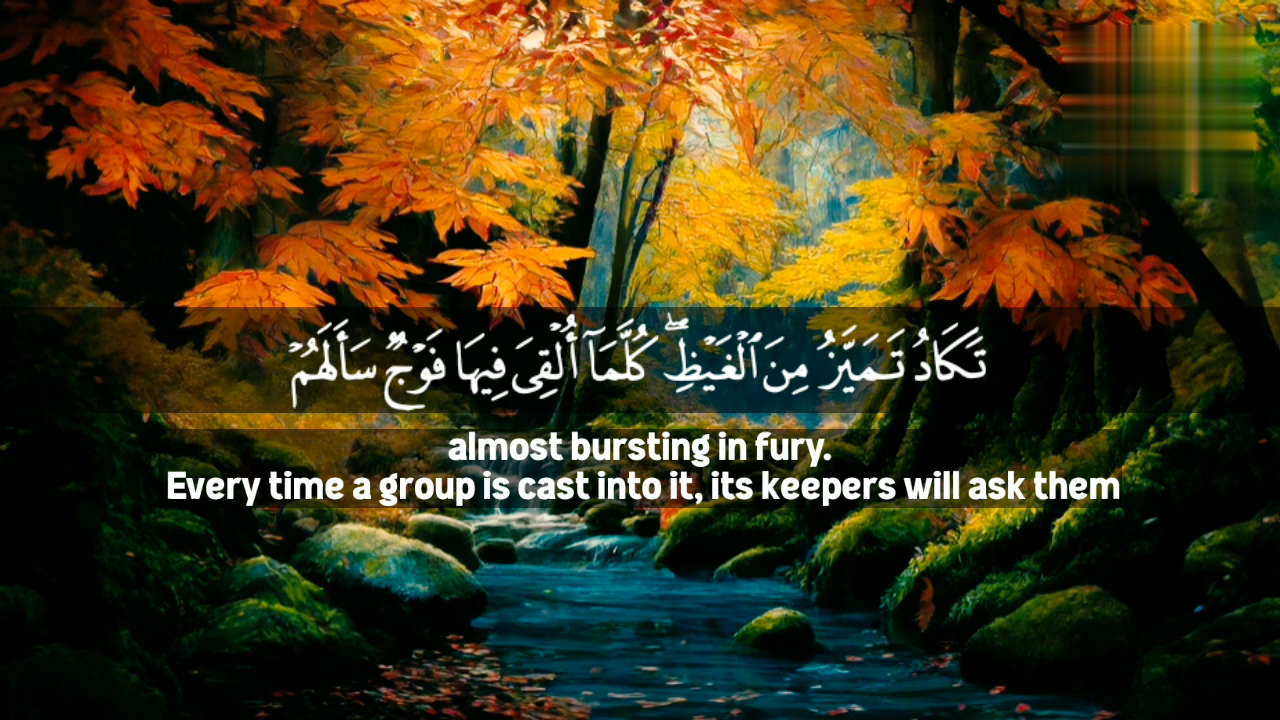 تَكَادُ تَمَيَّزُ مِنَ ٱلْغَيْظِ ۖ كُلَّمَآ أُلْقِىَ فِيهَا فَوْجٌ سَأَلَهُمْ
almost bursting in fury.
Every time a group is cast into it, its keepers will ask them